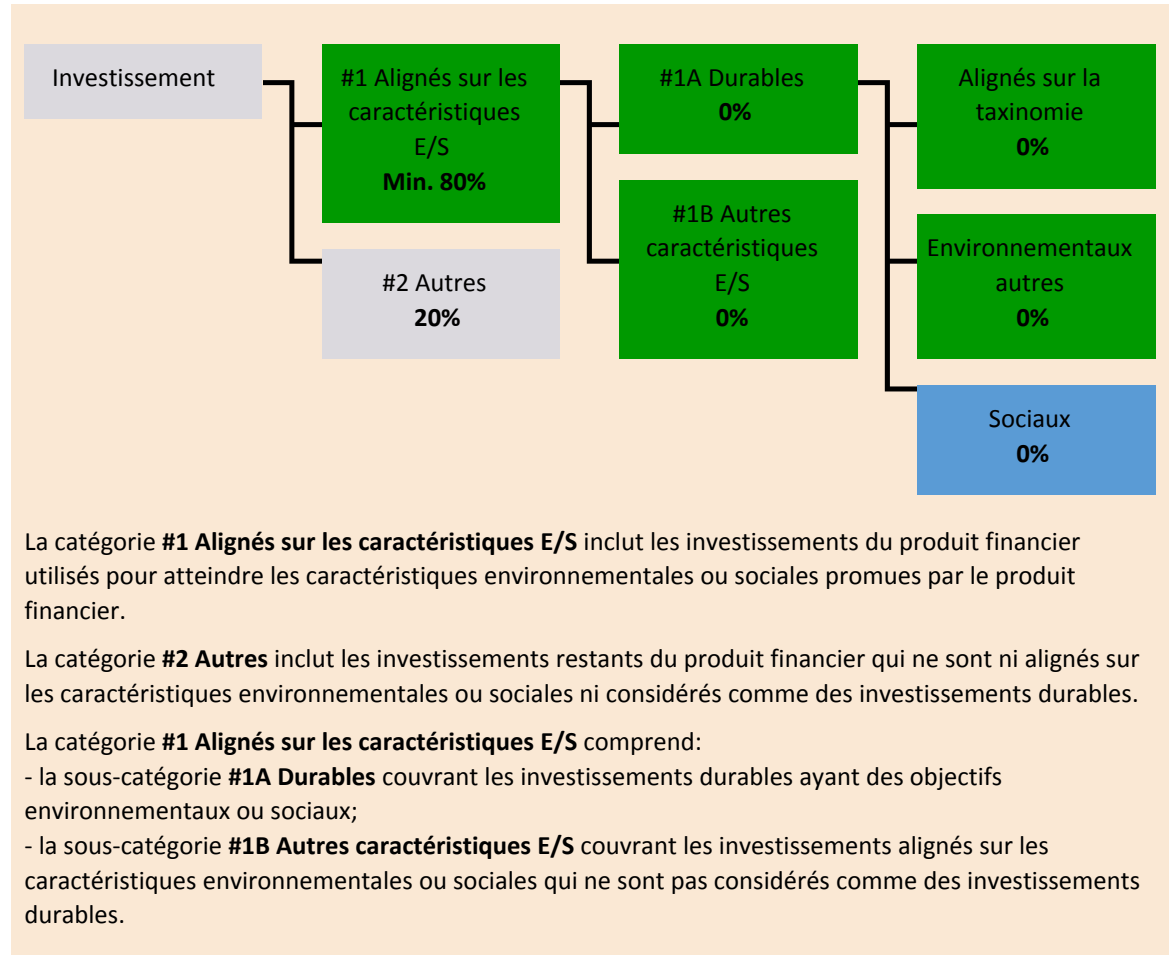 Investissement
#1 Alignés sur les
caractéristiques
E/S
Min. 80%
#2 Autres
20%
#1A Durables
0%
#1B Autres
caractéristiques
E/S
0%
Alignés sur la
taxinomie
0%
Environnementaux
autres
0%
Sociaux
0%
La catégorie #1 Alignés sur les caractéristiques E/S inclut les investissements du produit financier
utilisés pour atteindre les caractéristiques environnementales ou sociales promues par le produit
financier.
La catégorie #2 Autres inclut les investissements restants du produit financier qui ne sont ni alignés sur
les caractéristiques environnementales ou sociales ni considérés comme des investissements durables.
La catégorie #1 Alignés sur les caractéristiques E/S comprend:
- la sous-catégorie #1A Durables couvrant les investissements durables ayant des objectifs
environnementaux ou sociaux;
- la sous-catégorie #1B Autres caractéristiques E/S couvrant les investissements alignés sur les
caractéristiques environnementales ou sociales qui ne sont pas considérés comme des investissements
durables.